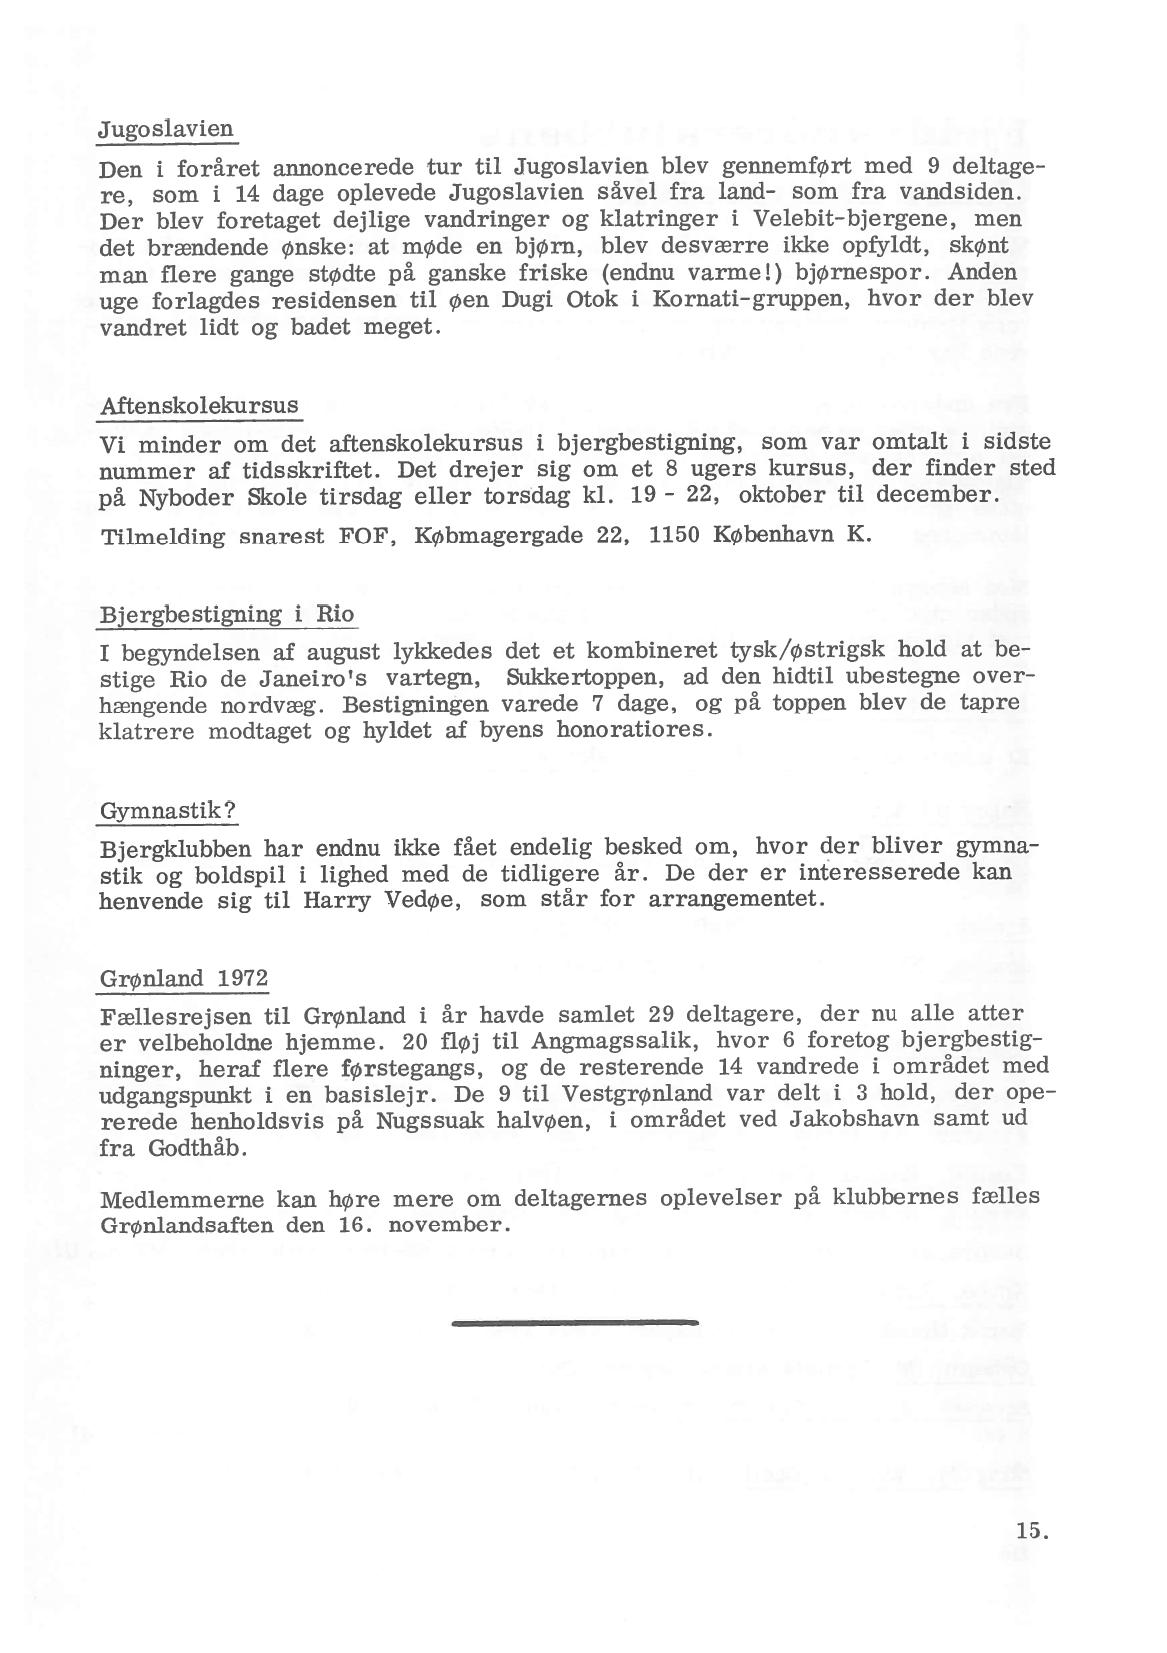 Jugoslavien
Den i foråret annoncerede tur til Jugoslavien blev gennemført med 9 deltage-
re, som i 14 dage oplevede Jugoslavien såvel fra land- som fra vandsiden.
Der blev foretaget dejlige vandringer og klatringer i Velebit-bjergene, men
det brændende ønske: at møde en bjørn, blev desværre ikke opfyldt, skønt
man flere gange stødte på ganske friske (endnu varme!) bjørnespor. Anden
uge forlagdes residensen til øen Dugi Otok i Kornati-gruppen, hvor der blev
vandret lidt og badet meget.
Aftenskolekursus
Vi minder om det aftenskolekursus i bjergbestigning, som var omtalt i sidste
nummer af tidsskriftet. Det drejer sig om et 8 ugers kursus, der finder sted
på Nyboder Skole tirsdag eller torsdag kl. 19 - 22, oktober til december.
Tilmelding snarest FOF, Købmagergade 22, 1150 København K.
Bjergbestigning i Rio
I begyndelsen af august lykkedes det et kombineret tysk/østrigsk hold at be-
stige Rio de Janeiro's vartegn, Sukkertoppen, ad den hidtil ubestegne over-
hængende nordvæg. Bestigningen varede 7 dage, og på toppen blev de tapre
klatrere modtaget og hyldet af byens honoratiores.
Gymnastik?
Bjergklubben har endnu ikke fået endelig besked om, hvor der bliver gymna-
stik og boldspil i lighed med de tidligere år. De der er interesserede kan
henvende sig til Harry Vedøe, som står for arrangementet.
Grønland 1972
Fællesrejsen til Grønland i år havde samlet 29 deltagere, der nu alle atter
er velbeholdne hjemme. 20 fløj til Angmagssalik, hvor 6 foretog bjergbestig-
ninger, heraf flere førstegangs, og de resterende 14 vandrede i området med
udgangspunkt i en basislejr. De 9 til Vestgrønland var delt i 3 hold, der ope-
rerede henholdsvis på Nugssuak halvøen, i området ved Jakobshavn samt ud
fra Godthåb.
Medlemmerne kan høre mere om deltagernes oplevelser på klubbernes fælles
Grønlandsaften den 16. november.
15.